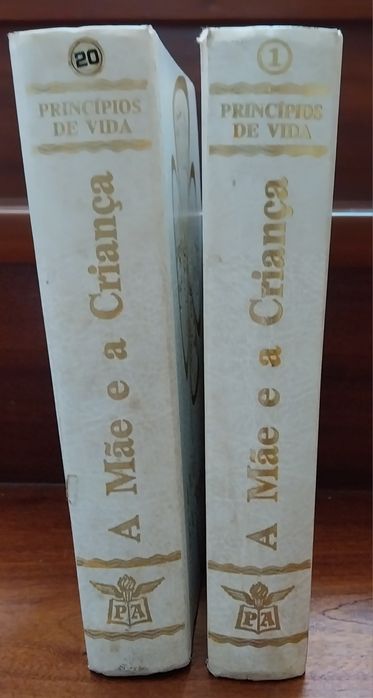 20
PRINCÍPIOS
DE VIDA
A Mãe e a Criança
PA
1
PRINCÍPIOS
DE VIDA
A Mãe e a Criança
PA